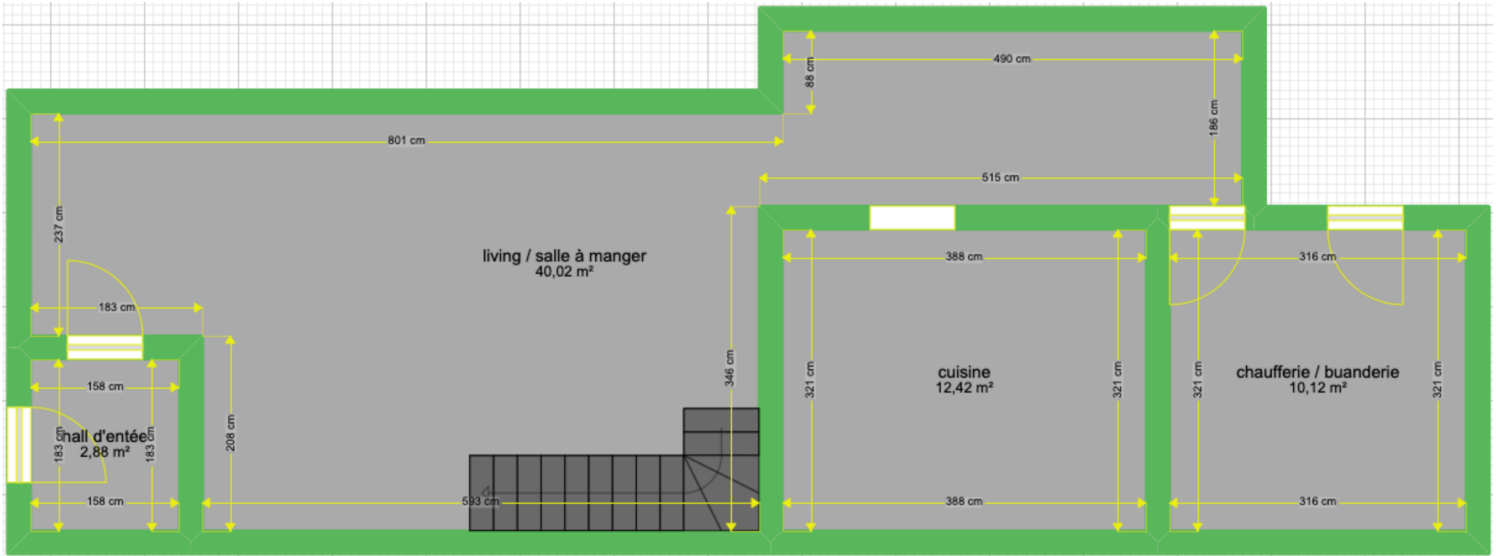 490 cm
88 cm
186 cm
801 cm
515 cm
237 cm
living / salle à manger
40,02 m²
388 cm
316 cm
183 cm
346 cm
321 cm
cuisine
12,42 m²
321 cm
321 cm
chaufferie / buanderie
10,12 m²
321 cm
158 cm
183 cm
hall d'entée
2,88 m²
183 cm
208 cm
158 cm
593 cm
388 cm
316 cm